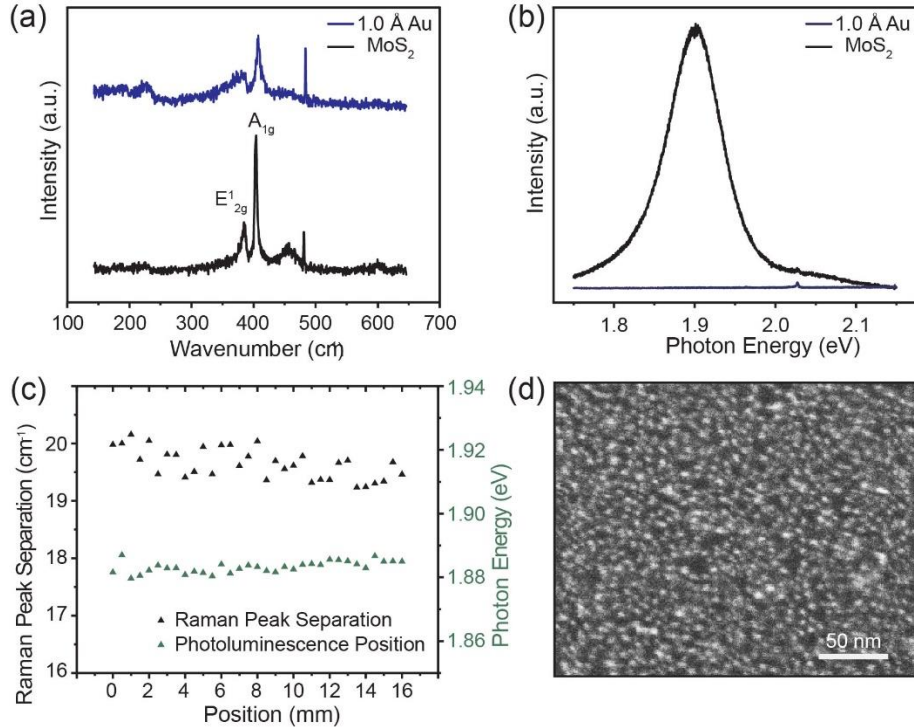 (a)
1.0 Å Au
MoS₂
A₁g
E¹₂g
Intensity (a.u.)
100 200 300 400 500 600 700
Wavenumber (cm
(b)
1.0 Å Au
MoS₂
Intensity (a.u.)
1.8 1.9 2.0 2.1
Photon Energy (eV)
(c)
20
19
18
17
16
Raman Peak Separation (cm⁻¹)
1.94
1.92
1.90
1.88
1.86
Photon Energy (eV)
Raman Peak Separation
Photoluminescence Position
0 2 4 6 8 10 12 14 16
Position (mm)
(d)
50 nm